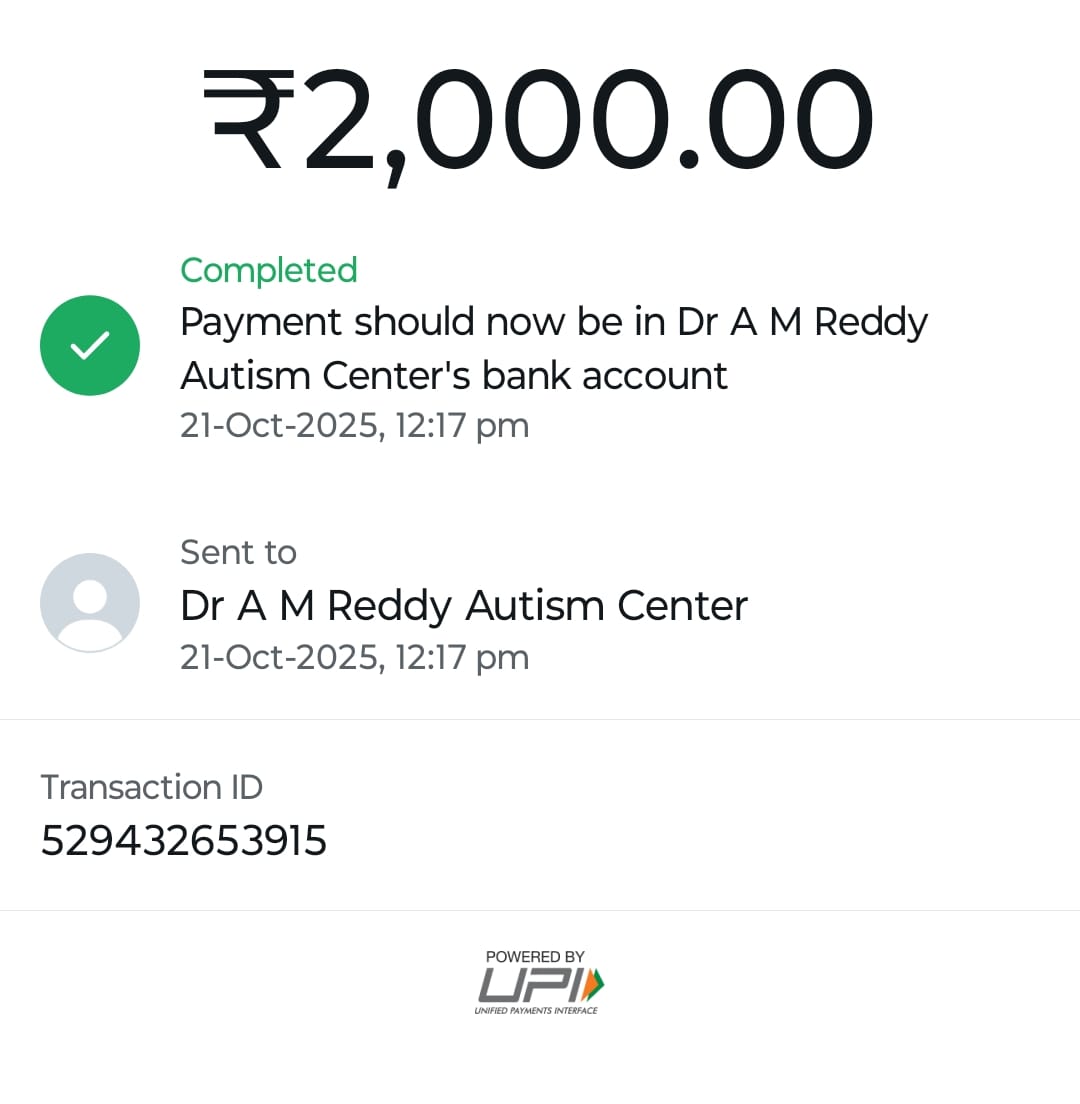 ₹2,000.00
Completed
Payment should now be in Dr A M Reddy
Autism Center's bank account
21-Oct-2025, 12:17 pm
Sent to
Dr A M Reddy Autism Center
21-Oct-2025, 12:17 pm
Transaction ID
529432653915
POWERED BY
UPI
UNIFIED PAYMENTS INTERFACE